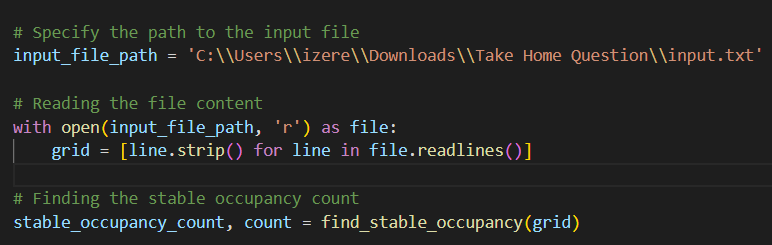 # Specify the path to the input file
input_file_path = 'C:\\Users\\izere\\Downloads\\Take Home Question\\input.txt'
# Reading the file content
with open(input_file_path, 'r') as file:
    grid = [line.strip() for line in file.readlines()]
# Finding the stable occupancy count
stable_occupancy_count, count = find_stable_occupancy(grid)